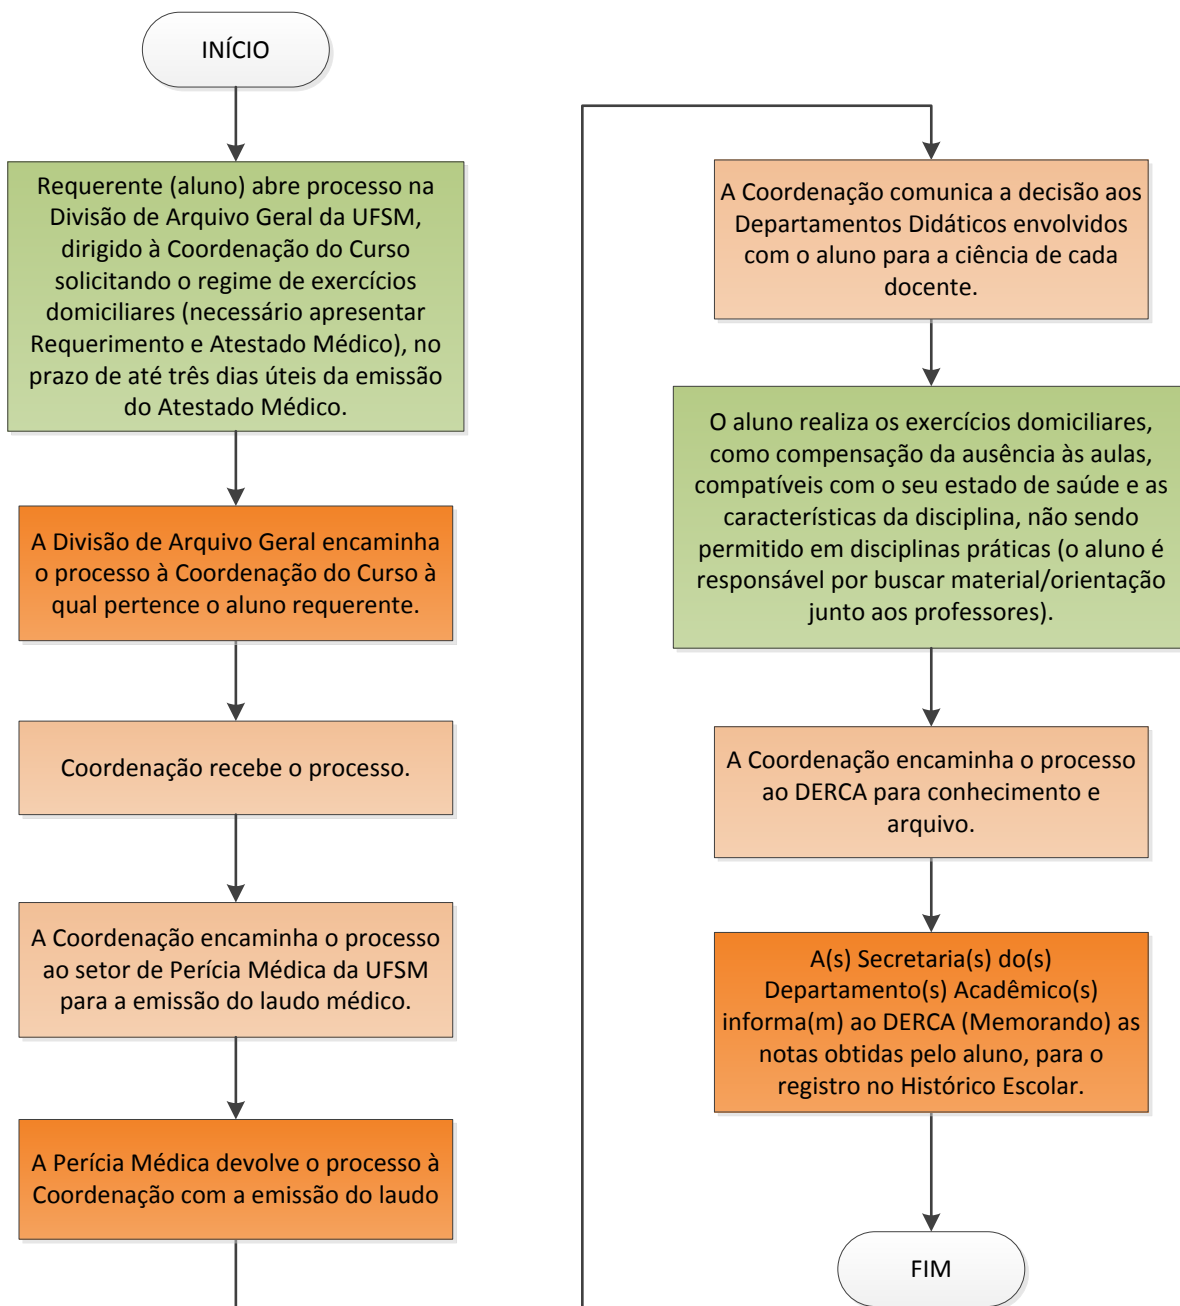 INÍCIO
Requerente (aluno) abre processo na
Divisão de Arquivo Geral da UFSM,
dirigido à Coordenação do Curso
solicitando o regime de exercícios
domiciliares (necessário apresentar
Requerimento e Atestado Médico), no
prazo de até três dias úteis da emissão
do Atestado Médico.
A Divisão de Arquivo Geral encaminha
o processo à Coordenação do Curso à
qual pertence o aluno requerente.
Coordenação recebe o processo.
A Coordenação encaminha o processo
ao setor de Perícia Médica da UFSM
para a emissão do laudo médico.
A Perícia Médica devolve o processo à
Coordenação com a emissão do laudo
A Coordenação comunica a decisão aos
Departamentos Didáticos envolvidos
com o aluno para a ciência de cada
docente.
O aluno realiza os exercícios domiciliares,
como compensação da ausência às aulas,
compatíveis com o seu estado de saúde e as
características da disciplina, não sendo
permitido em disciplinas práticas (o aluno é
responsável por buscar material/orientação
junto aos professores).
A Coordenação encaminha o processo
ao DERCA para conhecimento e
arquivo.
A(s) Secretaria(s) do(s)
Departamento(s) Acadêmico(s)
informa(m) ao DERCA (Memorando) as
notas obtidas pelo aluno, para o
registro no Histórico Escolar.
FIM